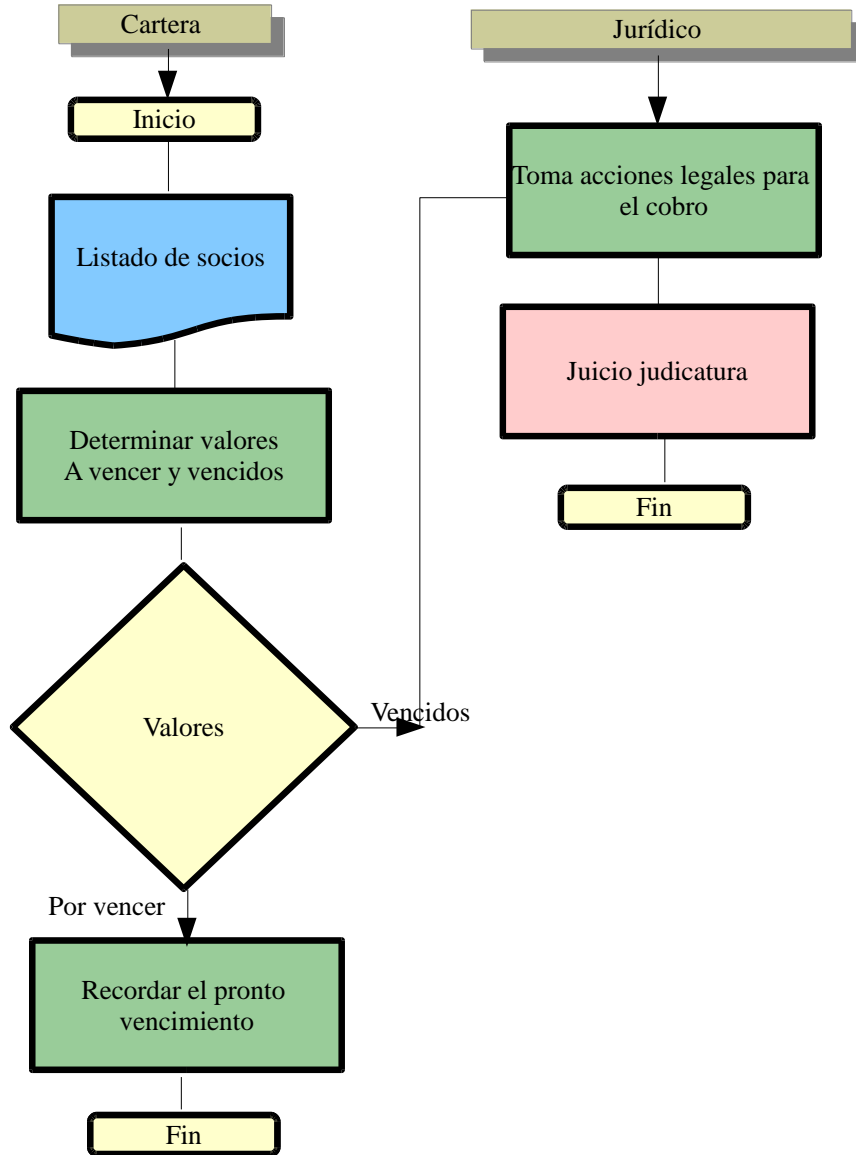 Cartera
Inicio
Listado de socios
Determinar valores
A vencer y vencidos
Valores
Vencidos
Por vencer
Recordar el pronto
vencimiento
Fin
Jurídico
Toma acciones legales para
el cobro
Juicio judicatura
Fin